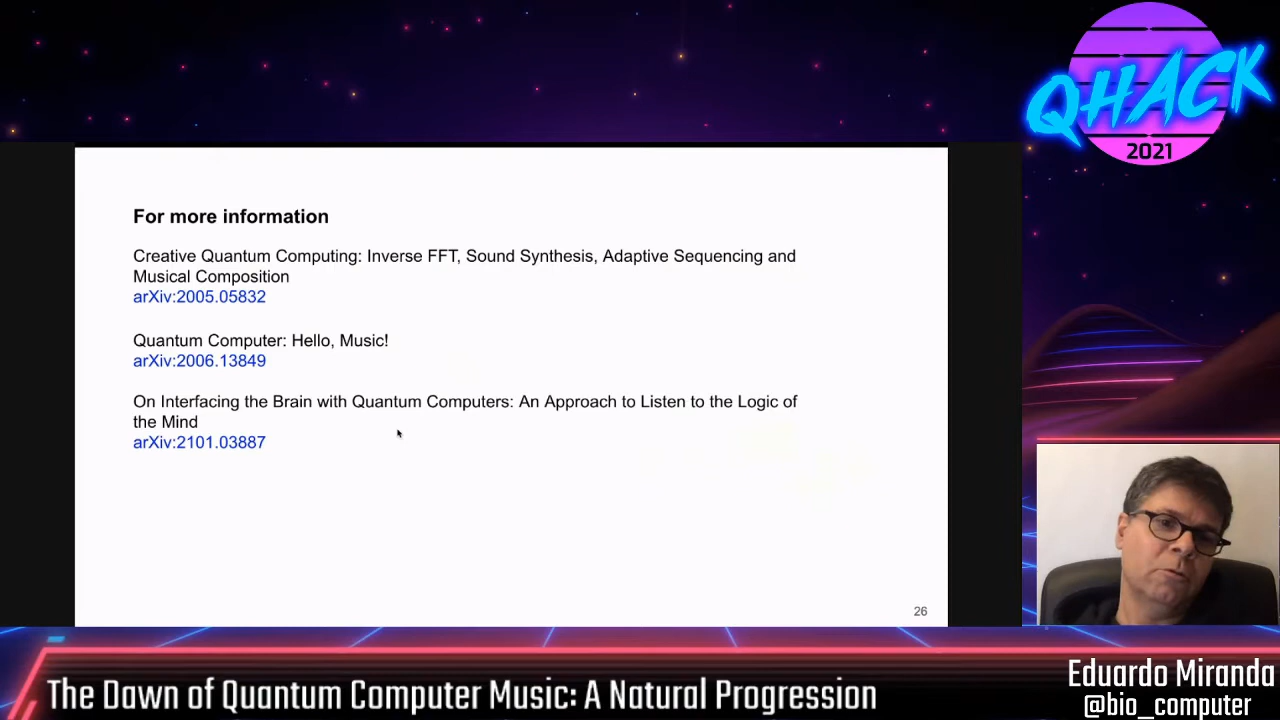 QHACK
2021
For more information
Creative Quantum Computing: Inverse FFT, Sound Synthesis, Adaptive Sequencing and
Musical Composition
arXiv:2005.05832
Quantum Computer: Hello, Music!
arXiv:2006.13849
On Interfacing the Brain with Quantum Computers: An Approach to Listen to the Logic of
the Mind
arXiv:2101.03887
26
The Dawn of Quantum Computer Music: A Natural Progression
Eduardo Miranda
@bio_computer